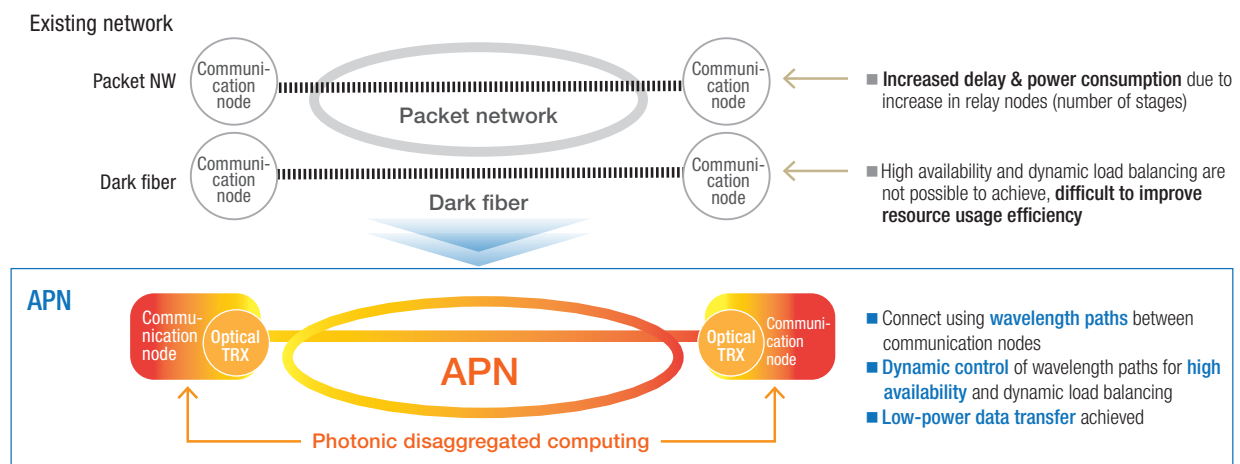 Existing network
Packet NW
Communi-
cation
node
Packet network
Communi-
cation
node
■ Increased delay & power consumption due to
increase in relay nodes (number of stages)
Dark fiber
Communi-
cation
node
Dark fiber
Communi-
cation
node
■ High availability and dynamic load balancing are
not possible to achieve, difficult to improve
resource usage efficiency
APN
Commu-
nication
node
Optical
TRX
APN
Optical
TRX
Communi-
cation
node
■ Connect using wavelength paths between
communication nodes
■ Dynamic control of wavelength paths for high
availability and dynamic load balancing
■ Low-power data transfer achieved
Photonic disaggregated computing